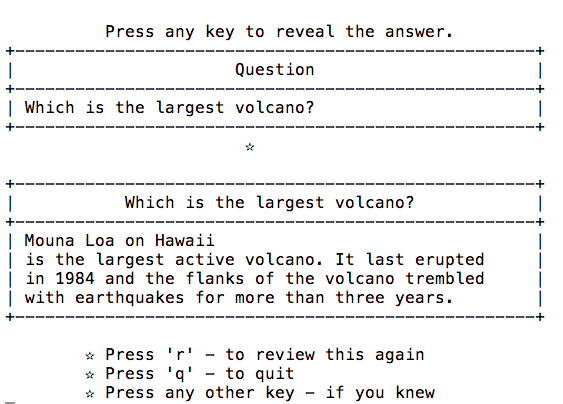 Press any key to reveal the answer.
Question
Which is the largest volcano?
☆
Which is the largest volcano?
Mouna Loa on Hawaii
is the largest active volcano. It last erupted
in 1984 and the flanks of the volcano trembled
with earthquakes for more than three years.
☆ Press 'r' – to review this again
☆ Press 'q' – to quit
☆ Press any other key – if you knew